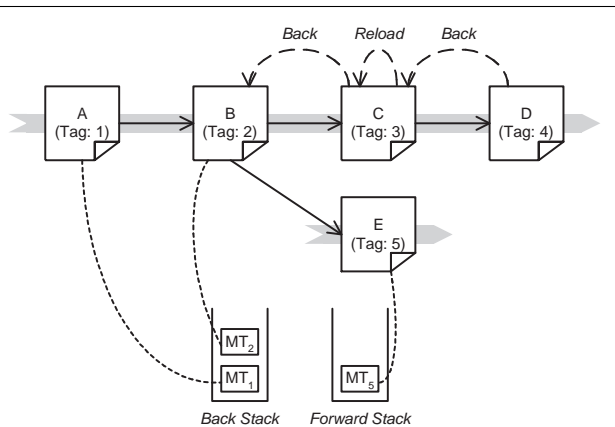 Back Reload Back
A B C D
(Tag: 1) (Tag: 2) (Tag: 3) (Tag: 4)
E
(Tag: 5)
MT2
MT1 MT5
Back Stack Forward Stack